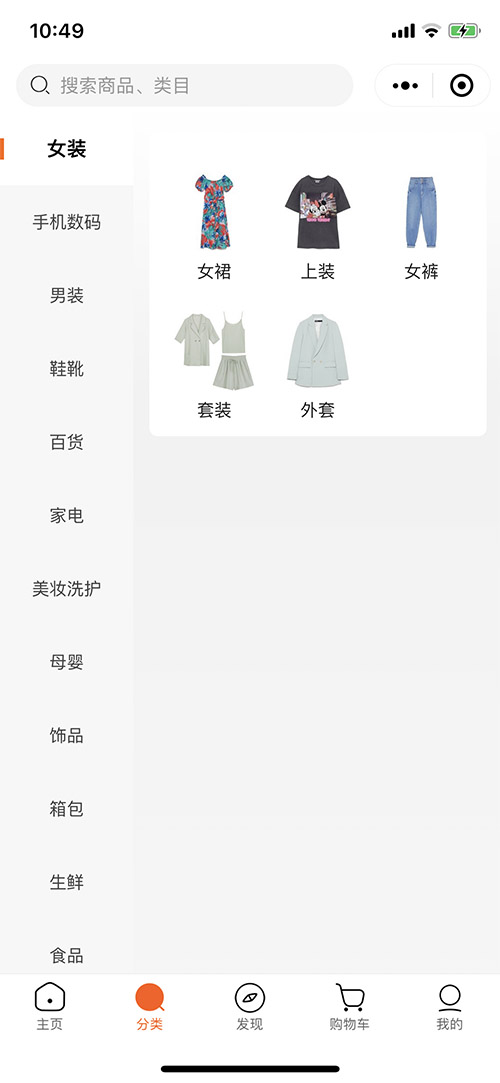 10:49
搜索商品、类目
女装
手机数码
男装
鞋靴
百货
家电
美妆洗护
母婴
饰品
箱包
生鲜
食品
女裙
上装
女裤
套装
外套
主页
分类
发现
购物车
我的